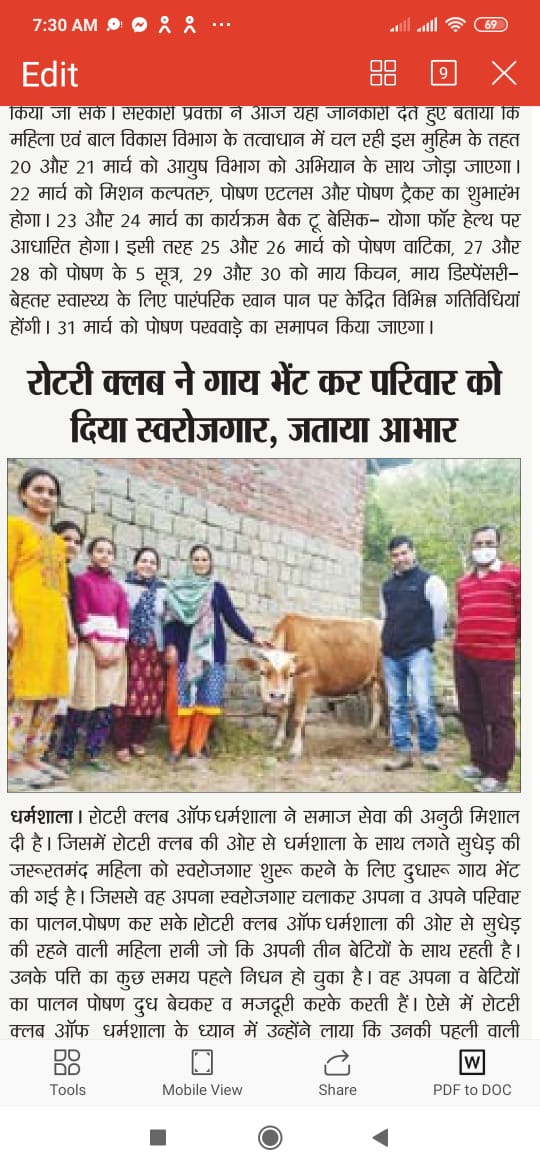 7:30 AM
69
Edit
9
किया जा सके। सरकारी प्रवक्ता ने आज यहां जानकारी देते हुए बताया कि
महिला एवं बाल विकास विभाग के तत्वाधान में चल रही इस मुहिम के तहत
20 और 21 मार्च को आयुष विभाग को अभियान के साथ जोड़ा जाएगा।
22 मार्च को मिशन कल्पतरु, पोषण एटलस और पोषण ट्रैकर का शुभारंभ
होगा। 23 और 24 मार्च का कार्यक्रम बैक टू बेसिक- योगा फॉर हेल्थ पर
आधारित होगा। इसी तरह 25 और 26 मार्च को पोषण वाटिका, 27 और
28 को पोषण के 5 सूत्र, 29 और 30 को माय किचन, माय डिस्पेंसरी-
बेहतर स्वास्थ्य के लिए पारंपरिक खान पान पर केंद्रित विभिन्न गतिविधियां
होंगी। 31 मार्च को पोषण पखवाड़े का समापन किया जाएगा।
रोटरी क्लब ने गाय भेंट कर परिवार को
दिया स्वरोजगार, जताया आभार
धर्मशाला। रोटरी क्लब ऑफ धर्मशाला ने समाज सेवा की अनुठी मिशाल
दी है। जिसमें रोटरी क्लब की ओर से धर्मशाला के साथ लगते सुधेड़ की
जरूरतमंद महिला को स्वरोजगार शुरू करने के लिए दुधारू गाय भेंट
की गई है। जिससे वह अपना स्वरोजगार चलाकर अपना व अपने परिवार
का पालन.पोषण कर सके।रोटरी क्लब ऑफ धर्मशाला की ओर से सुधेड़
की रहने वाली महिला रानी जो कि अपनी तीन बेटियों के साथ रहती है।
उनके पत्ति का कुछ समय पहले निधन हो चुका है। वह अपना व बेटियों
का पालन पोषण दुध बेचकर व मजदूरी करके करती हैं। ऐसे में रोटरी
क्लब ऑफ धर्मशाला के ध्यान में उन्होंने लाया कि उनकी पहली वाली
Tools
Mobile View
Share
W
PDF to DOC